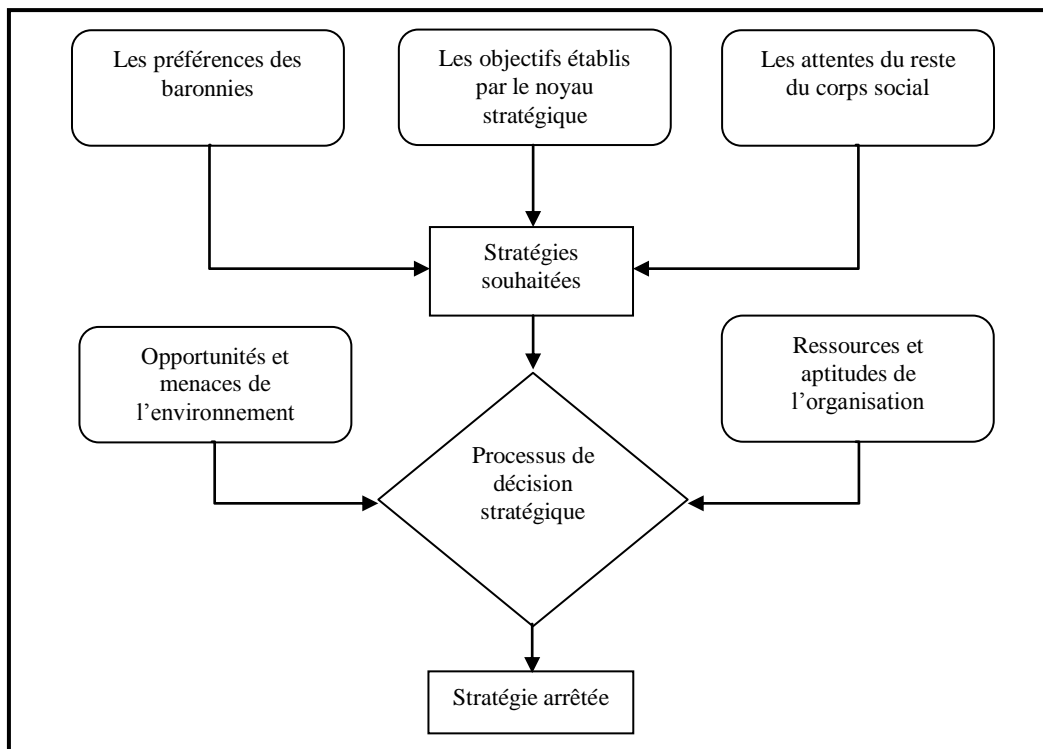 Les préférences des
baronnies
Les objectifs établis
par le noyau
stratégique
Les attentes du reste
du corps social
Stratégies
souhaitées
Opportunités et
menaces de
l’environnement
Ressources et
aptitudes de
l’organisation
Processus de
décision
stratégique
Stratégie arrêtée